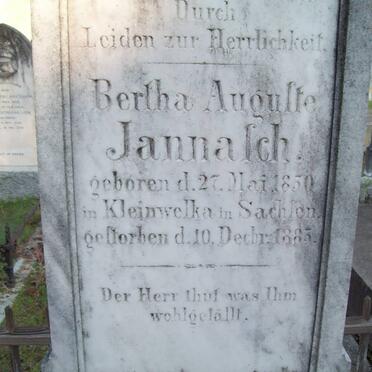 Durch
Leiden zur Herrlichkeit.
Bertha Auguſte
Jannaſch.
geboren d. 27. Mai. 1850
in Kleinwelka in Sachſen.
geſtorben d. 10. Decbr. 1885.
Der Herr thut was Ihm
wohlgefällt.